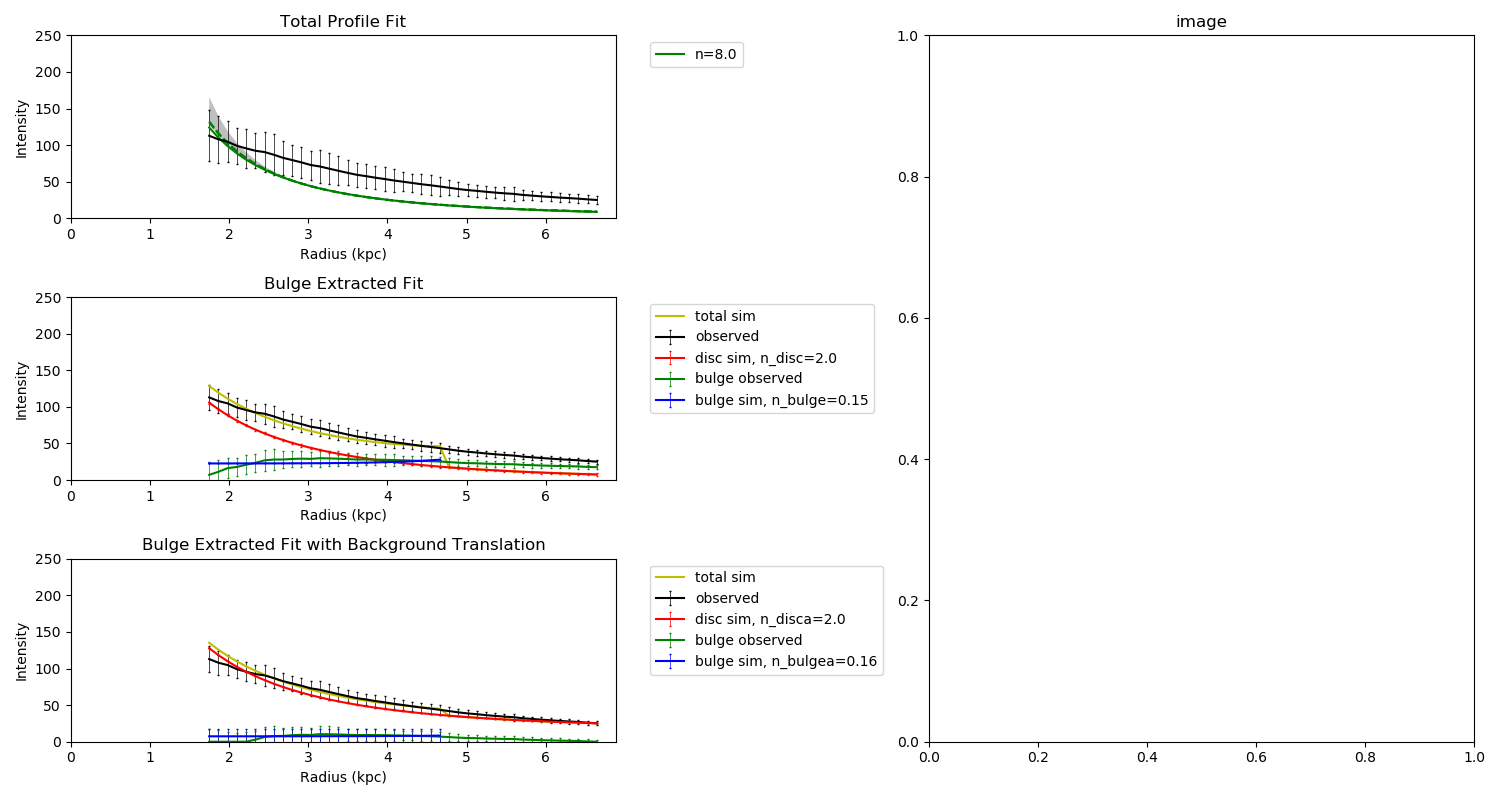 Total Profile Fit
250
200
150
100
50
0
Intensity
0 1 2 3 4 5 6
Radius (kpc)
n=8.0
Bulge Extracted Fit
250
200
150
100
50
0
Intensity
0 1 2 3 4 5 6
Radius (kpc)
total sim
observed
disc sim, n_disc=2.0
bulge observed
bulge sim, n_bulge=0.15
Bulge Extracted Fit with Background Translation
250
200
150
100
50
0
Intensity
0 1 2 3 4 5 6
Radius (kpc)
total sim
observed
disc sim, n_disca=2.0
bulge observed
bulge sim, n_bulgea=0.16
image
1.0
0.8
0.6
0.4
0.2
0.0
0.0 0.2 0.4 0.6 0.8 1.0